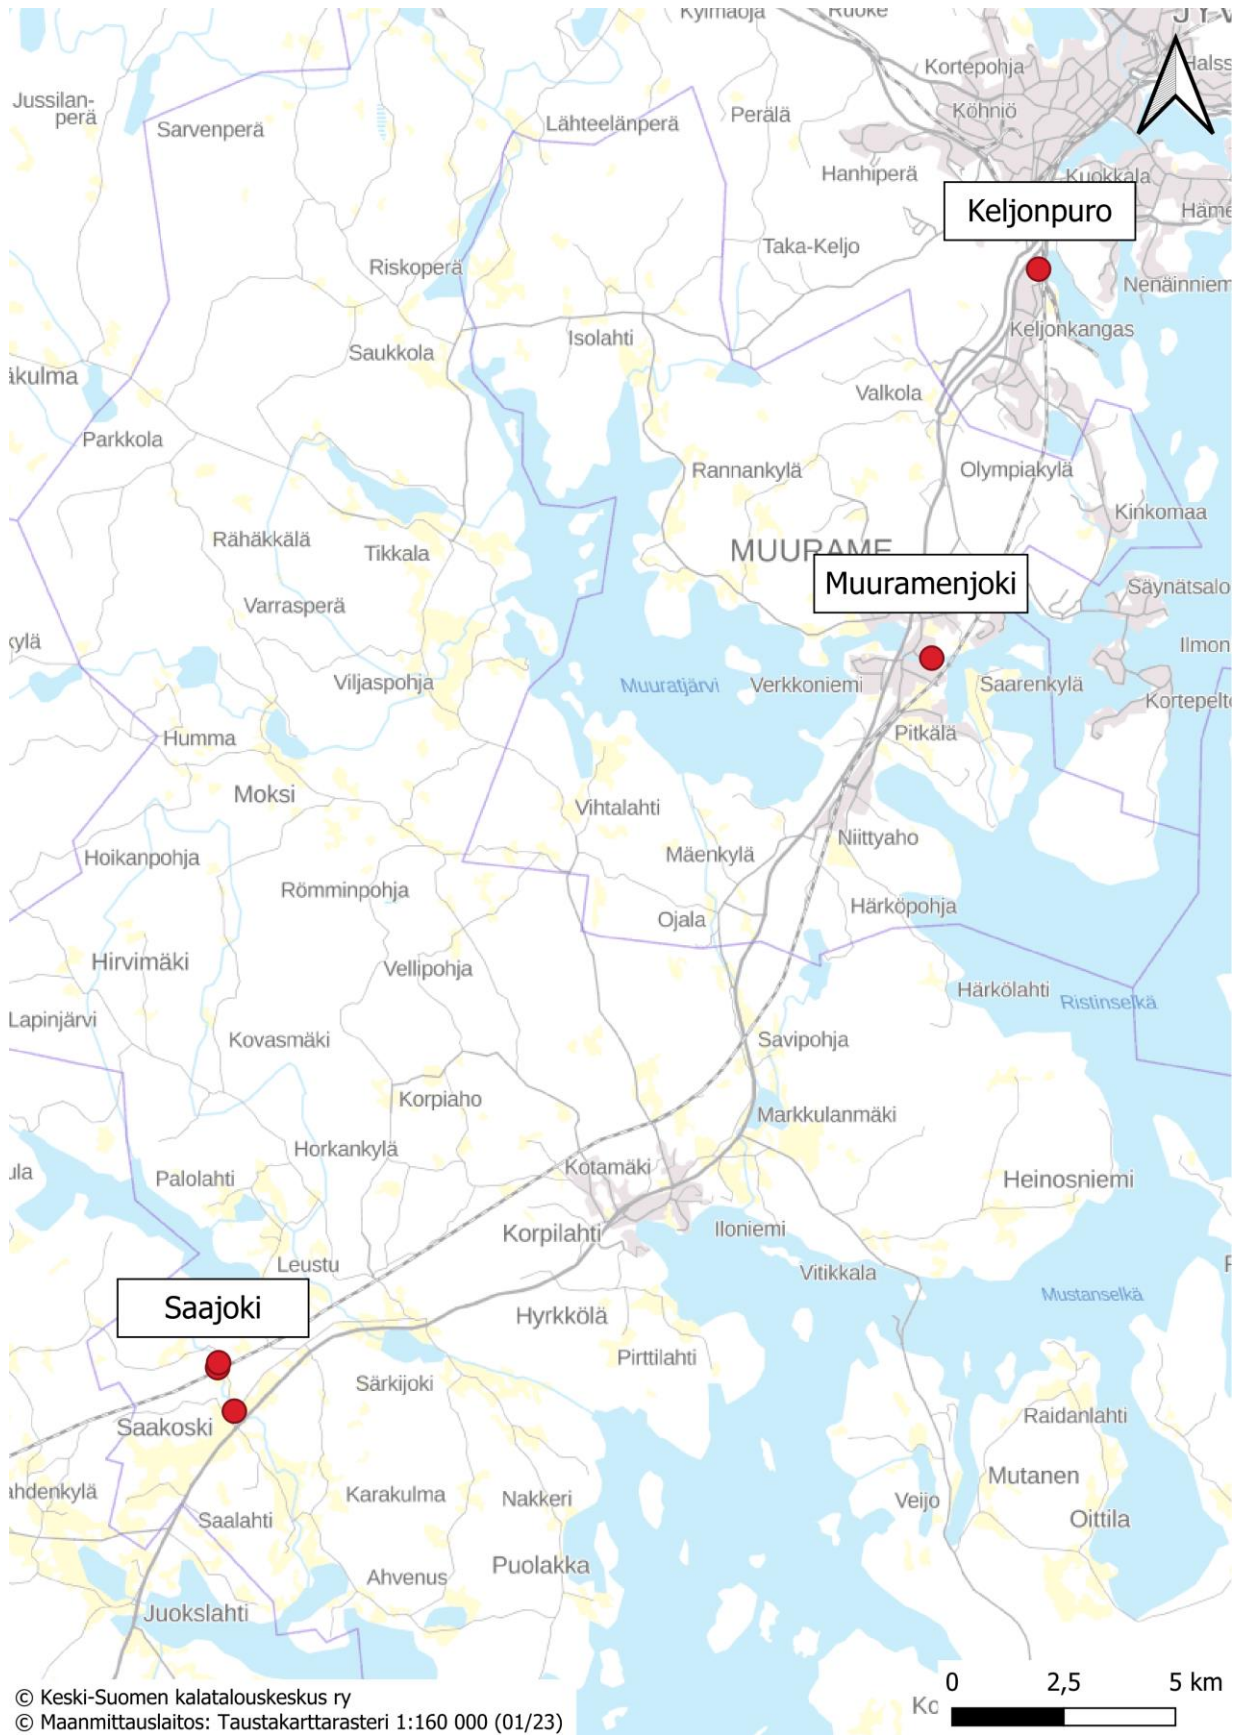 Kylmäoja
Ruoke
Kortepohja
Jussilan-
perä
Sarvenperä
Lähteelänperä
Perälä
Köhniö
Hanhiperä
Kuokkala
Keljonpuro
Taka-Keljo
Riskoperä
Keljonkangas
Isolahti
Saukkola
Valkola
Parkkola
Rannankylä
Olympiakylä
Kinkomaa
Rähäkkälä
Tikkala
MUURAME
Muuramenjoki
Varrasperä
Viljaspohja
Muuratjärvi
Verkkoniemi
Saarenkylä
Pitkälä
Humma
Moksi
Vihtalahti
Niittyaho
Hoikanpohja
Mäenkylä
Römminpohja
Ojala
Härköpohja
Hirvimäki
Vellipohja
Härkölahti
Ristinselkä
Lapinjärvi
Kovasmäki
Savipohja
Korpiaho
Markkulanmäki
Horkankylä
Palolahti
Kotamäki
Heinosniemi
Korpilahti
Iloniemi
Leustu
Vitikkala
Mustanselkä
Saajoki
Hyrkkölä
Pirttilahti
Särkijoki
Saakoski
Raidanlahti
Mutanen
Karakulma
Nakkeri
Veijo
Oittila
Saalahti
Puolakka
Ahvenus
Juokslahti
0 2,5 5 km
© Keski-Suomen kalatalouskeskus ry
© Maanmittauslaitos: Taustakarttarasteri 1:160 000 (01/23)